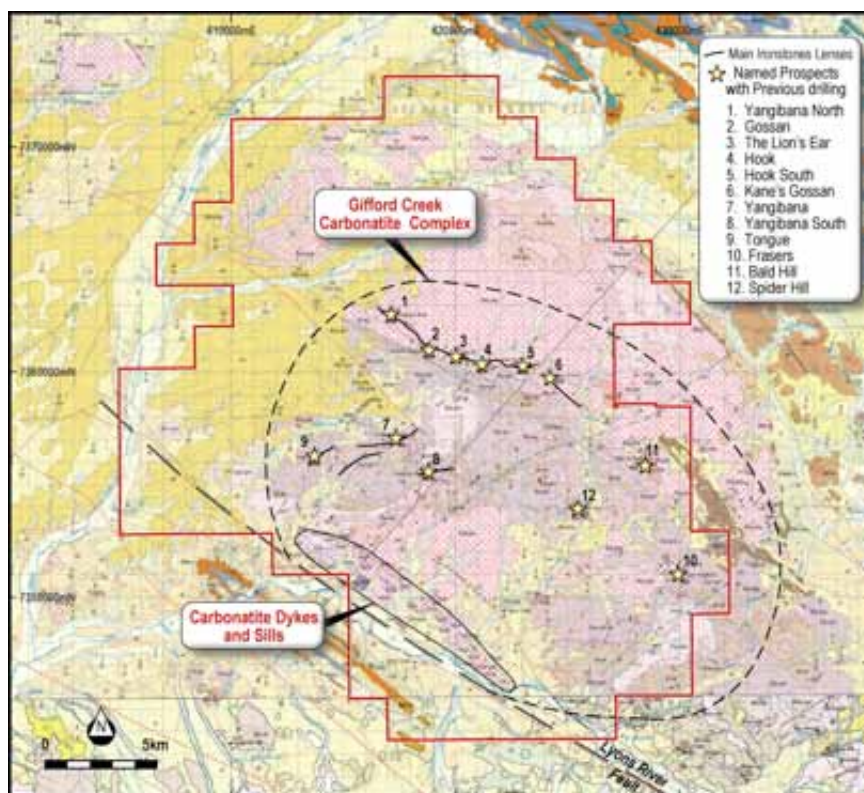 410000mE
420000mE
430000mE
Main Ironstones Lenses
Named Prospects
with Previous drilling
1. Yangibana North
2. Gossan
3. The Lion's Ear
4. Hook
5. Hook South
6. Kane's Gossan
7. Yangibana
8. Yangibana South
9. Tongue
10. Frasers
11. Bald Hill
12. Spider Hill
7370000mN
Gifford Creek
Carbonatite Complex
1
2
3
4
5
6
7360000mN
7
9
8
11
12
10
7350000mN
Carbonatite Dykes
and Sills
N
0
5km
Lyons River
Fault